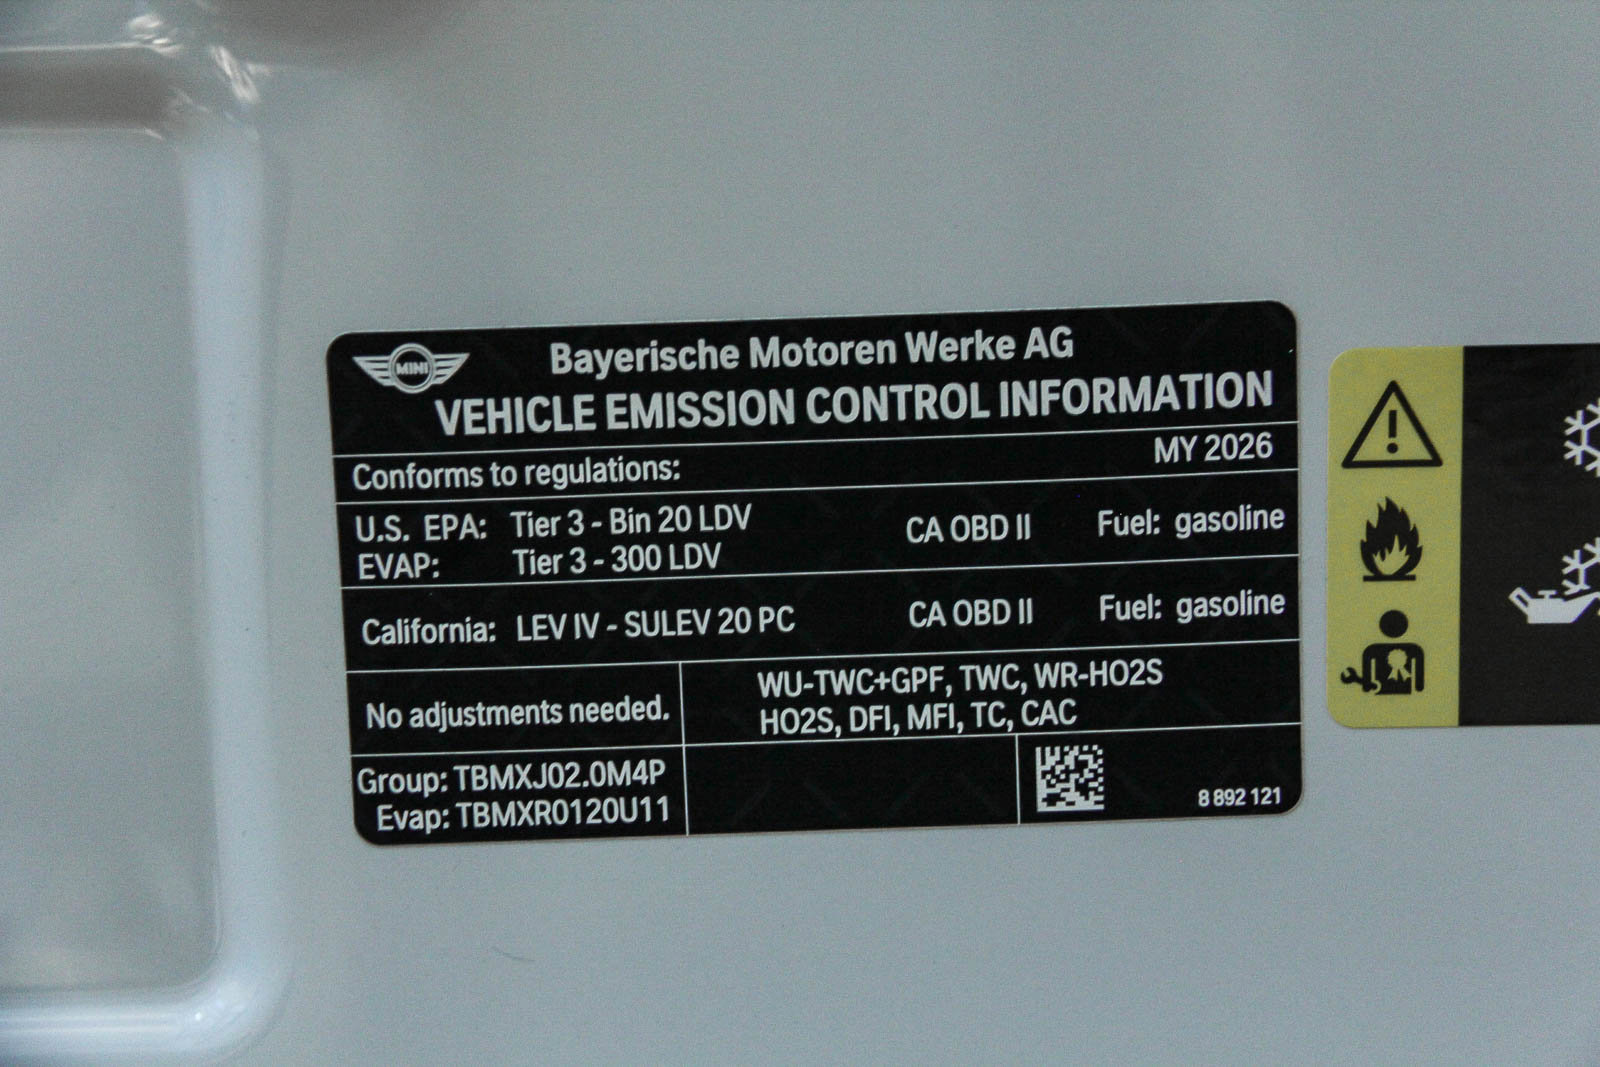 MINI
Bayerische Motoren Werke AG
VEHICLE EMISSION CONTROL INFORMATION
Conforms to regulations: MY 2026
U.S. EPA: Tier 3 - Bin 20 LDV CA OBD II Fuel: gasoline
EVAP: Tier 3 - 300 LDV
California: LEV IV - SULEV 20 PC CA OBD II Fuel: gasoline
No adjustments needed.
WU-TWC+GPF, TWC, WR-HO2S
HO2S, DFI, MFI, TC, CAC
Group: TBMXJ02.0M4P
Evap: TBMXR0120U11
8 892 121